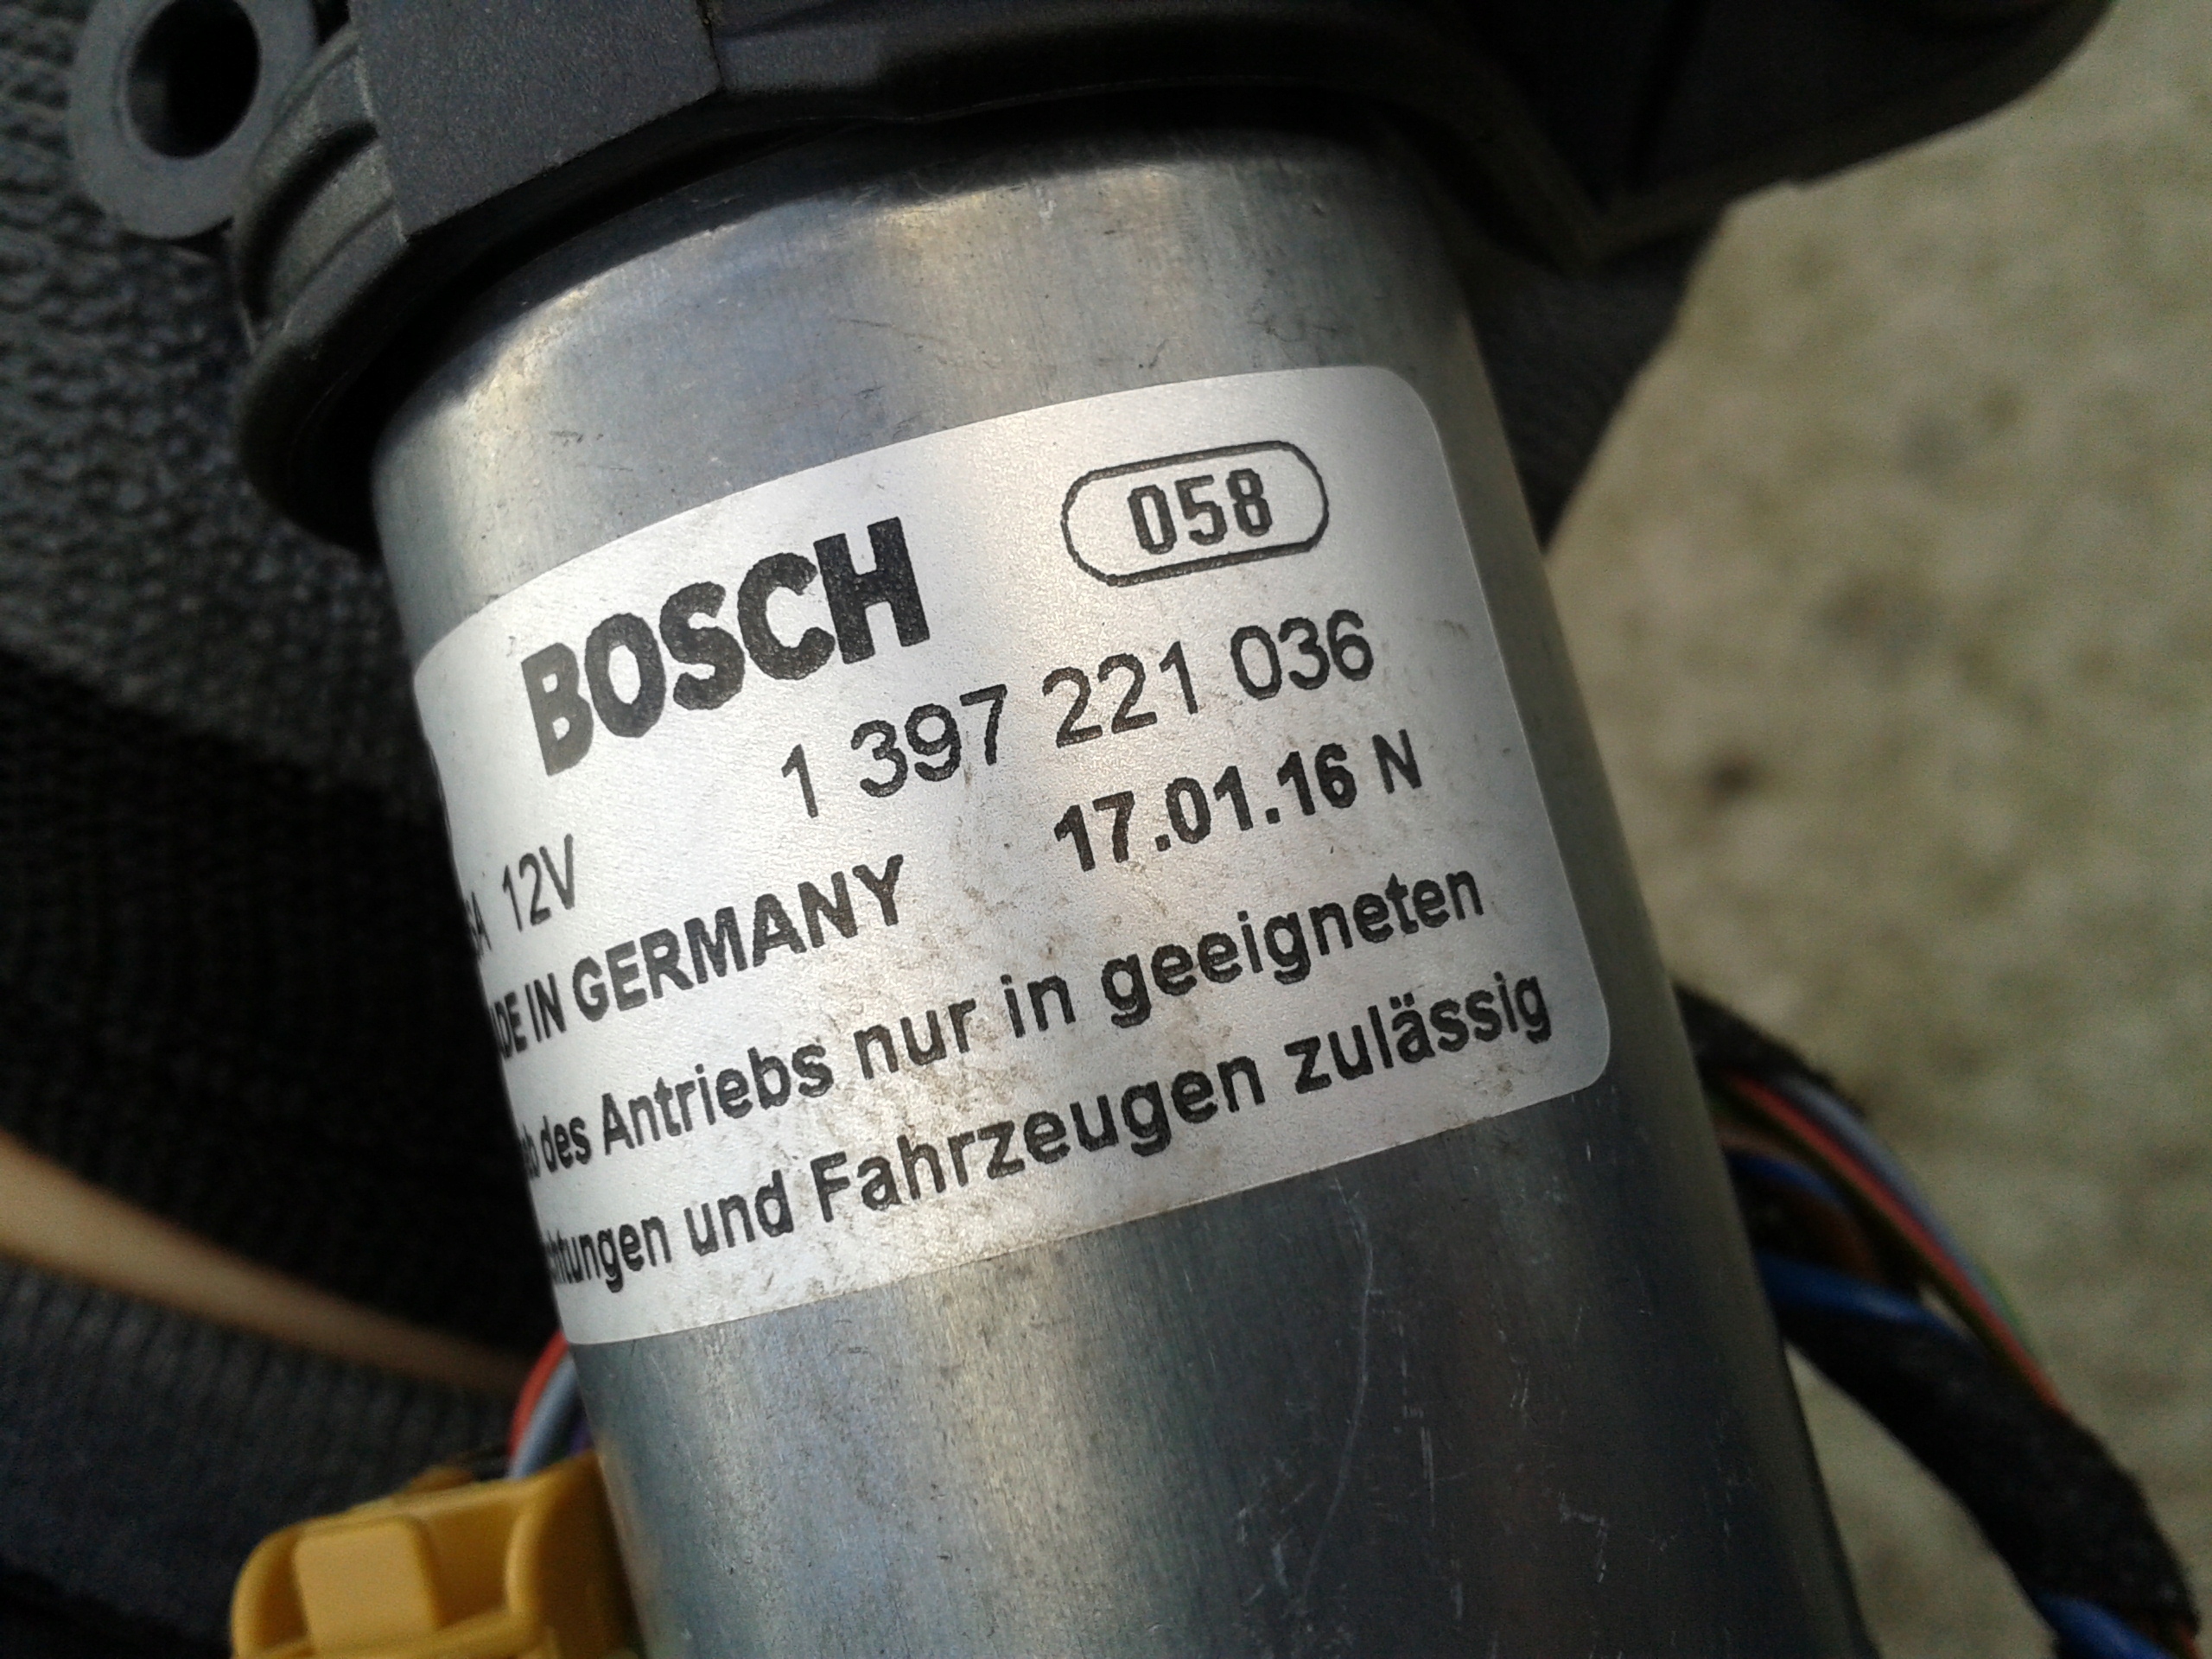 BOSCH 058
1 397 221 036
12V 17.01.16 N
IN GERMANY
des Antriebs nur in geeigneten
und Fahrzeugen zulässig